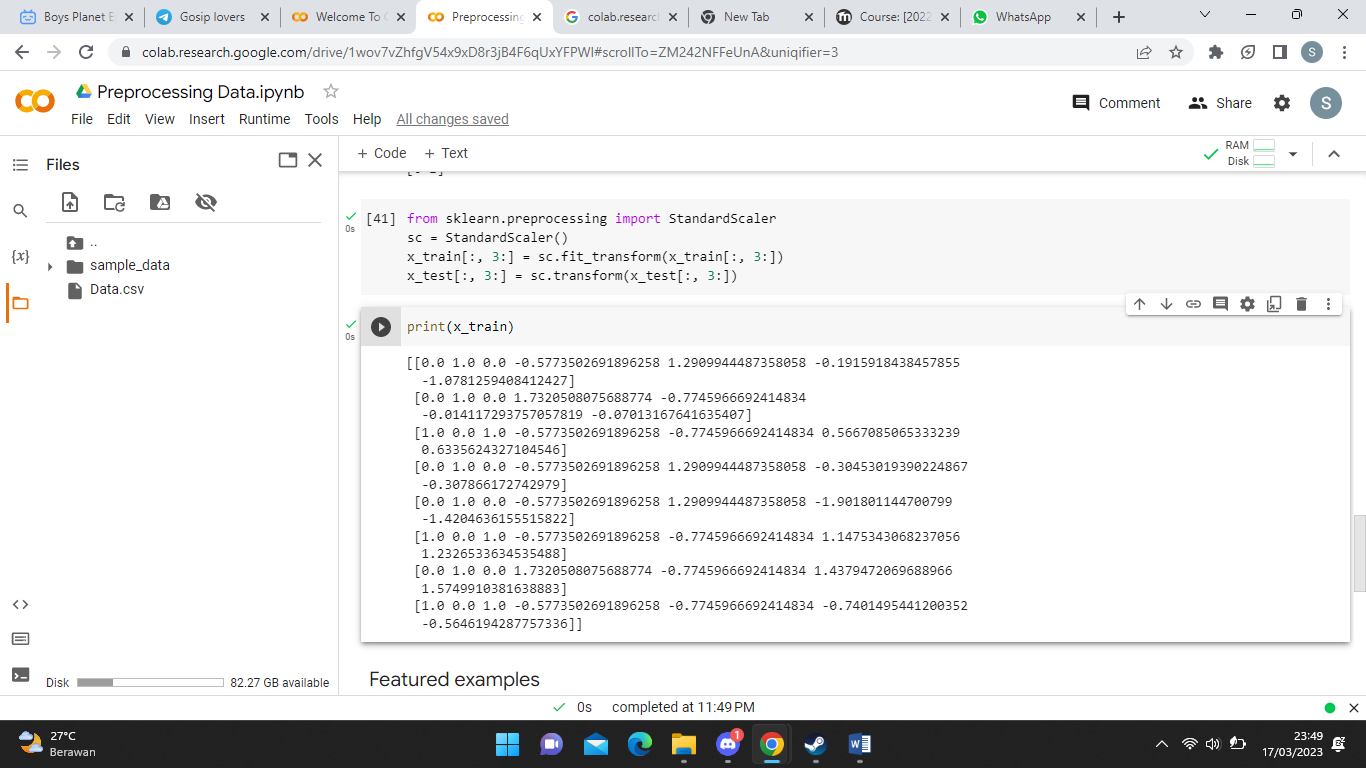 Boys Planet E
Gosip lovers
Welcome To C
Preprocessing
colab.researc
New Tab
Course: [2022
WhatsApp
colab.research.google.com/drive/1wov7vZhfgV54x9xD8r3jB4F6qUxYFPWl#scrollTo=ZM242NFFeUnA&uniqifier=3
S
Preprocessing Data.ipynb
File Edit View Insert Runtime Tools Help All changes saved
Comment
Share
S
Files
+ Code + Text
RAM
Disk
..
sample_data
Data.csv
{x}
[41] from sklearn.preprocessing import StandardScaler
0s
sc = StandardScaler()
x_train[:, 3:] = sc.fit_transform(x_train[:, 3:])
x_test[:, 3:] = sc.transform(x_test[:, 3:])
print(x_train)
0s
[[0.0 1.0 0.0 -0.5773502691896258 1.2909944487358058 -0.1915918438457855
-1.0781259408412427]
[0.0 1.0 0.0 1.7320508075688774 -0.7745966692414834
-0.014117293757057819 -0.07013167641635407]
[1.0 0.0 1.0 -0.5773502691896258 -0.7745966692414834 0.5667085065333239
0.6335624327104546]
[0.0 1.0 0.0 -0.5773502691896258 1.2909944487358058 -0.30453019390224867
-0.307866172742979]
[0.0 1.0 0.0 -0.5773502691896258 1.2909944487358058 -1.901801144700799
-1.4204636155515822]
[1.0 0.0 1.0 -0.5773502691896258 -0.7745966692414834 1.1475343068237056
1.2326533634535488]
[0.0 1.0 0.0 1.7320508075688774 -0.7745966692414834 1.4379472069688966
1.5749910381638883]
[1.0 0.0 1.0 -0.5773502691896258 -0.7745966692414834 -0.7401495441200352
-0.5646194287757336]]
Featured examples
Disk
82.27 GB available
0s completed at 11:49 PM
27°C
Berawan
1
23:49
17/03/2023